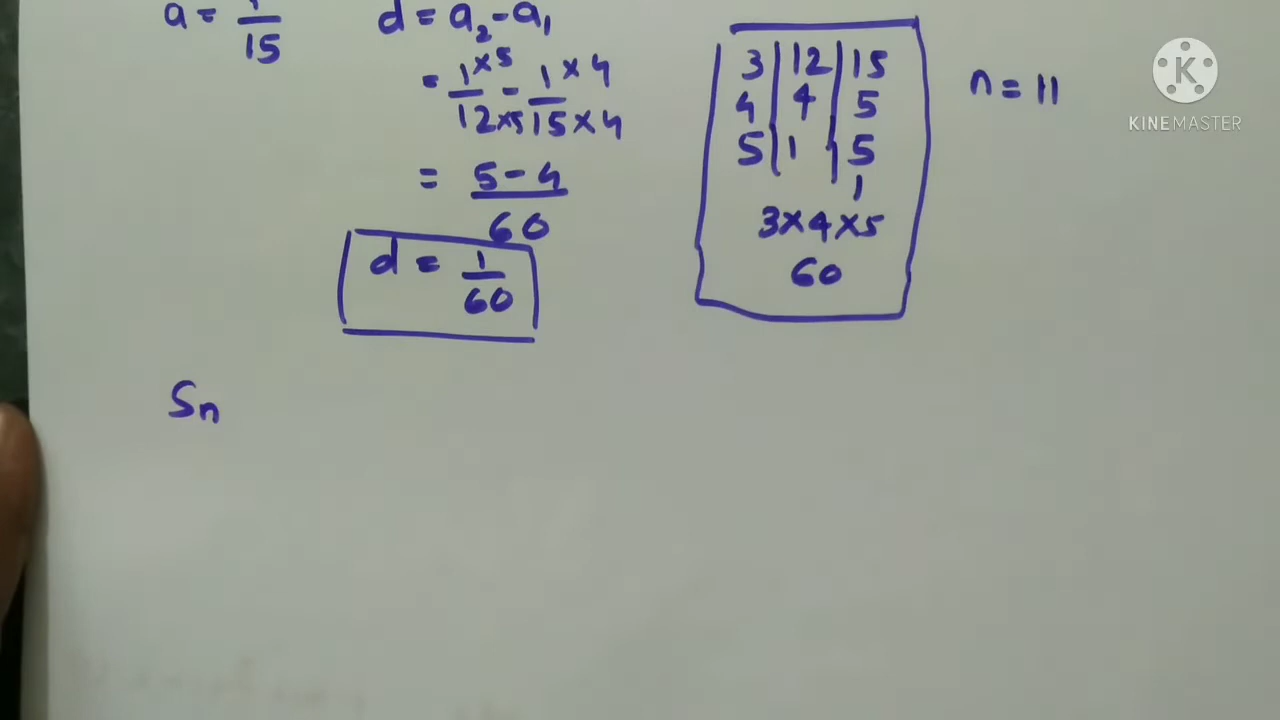 a = 1/15
d = a₂ - a₁
= 1×5/12×5 - 1×4/15×4
= 5-4/60
d = 1/60
3 | 12 | 15
4 | 4 | 5
5 | 1 | 5
1
3×4×5
60
n = 11
KINEMASTER
Sn